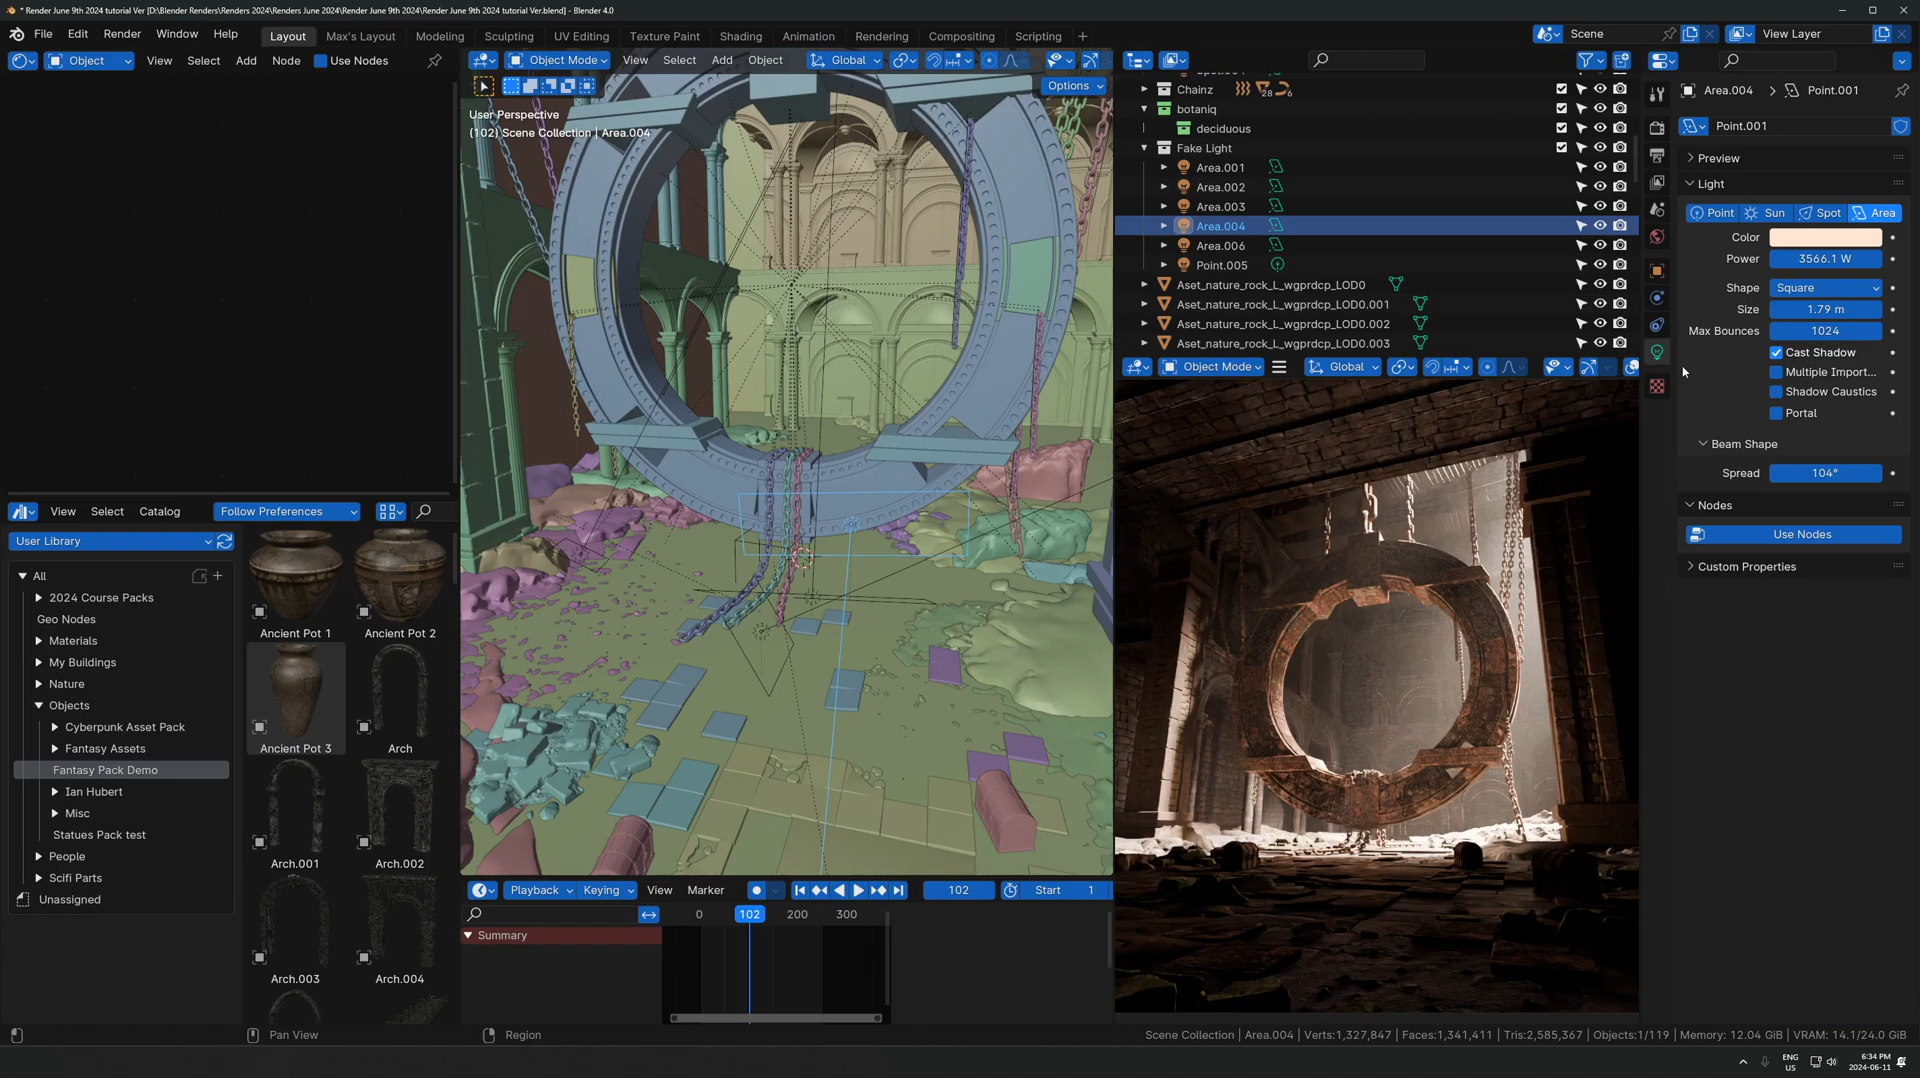 * Render June 9th 2024 tutorial Ver [D:\Blender Renders\Renders 2024\Renders June 2024\Render June 9th 2024\Render June 9th 2024 tutorial Ver.blend] - Blender 4.0
File Edit Render Window Help Layout Max's Layout Modeling Sculpting UV Editing Texture Paint Shading Animation Rendering Compositing Scripting + Scene View Layer
Object View Select Add Node Use Nodes Object Mode View Select Add Object Global
Options
User Perspective
(102) Scene Collection | Area.004
Chainz 28 6
botaniq
deciduous
Fake Light
Area.001
Area.002
Area.003
Area.004
Area.006
Point.005
Aset_nature_rock_L_wgprdcp_LOD0
Aset_nature_rock_L_wgprdcp_LOD0.001
Aset_nature_rock_L_wgprdcp_LOD0.002
Aset_nature_rock_L_wgprdcp_LOD0.003
Object Mode Global
Area.004 Point.001
Point.001
Preview
Light
Point Sun Spot Area
Color
Power 3566.1 W
Shape Square
Size 1.79 m
Max Bounces 1024
Cast Shadow
Multiple Import...
Shadow Caustics
Portal
Beam Shape
Spread 104°
Nodes
Use Nodes
Custom Properties
View Select Catalog Follow Preferences
User Library
All
2024 Course Packs
Geo Nodes
Materials
My Buildings
Nature
Objects
Cyberpunk Asset Pack
Fantasy Assets
Fantasy Pack Demo
Ian Hubert
Misc
Statues Pack test
People
Scifi Parts
Unassigned
Ancient Pot 1 Ancient Pot 2
Ancient Pot 3 Arch
Arch.001 Arch.002
Arch.003 Arch.004
Playback Keying View Marker 102 Start 1
0 102 200 300
Summary
Pan View Region
Scene Collection | Area.004 | Verts:1,327,847 | Faces:1,341,411 | Tris:2,585,367 | Objects:1/119 | Memory: 12.04 GiB | VRAM: 14.1/24.0 GiB
ENG
US
6:34 PM
2024-06-11